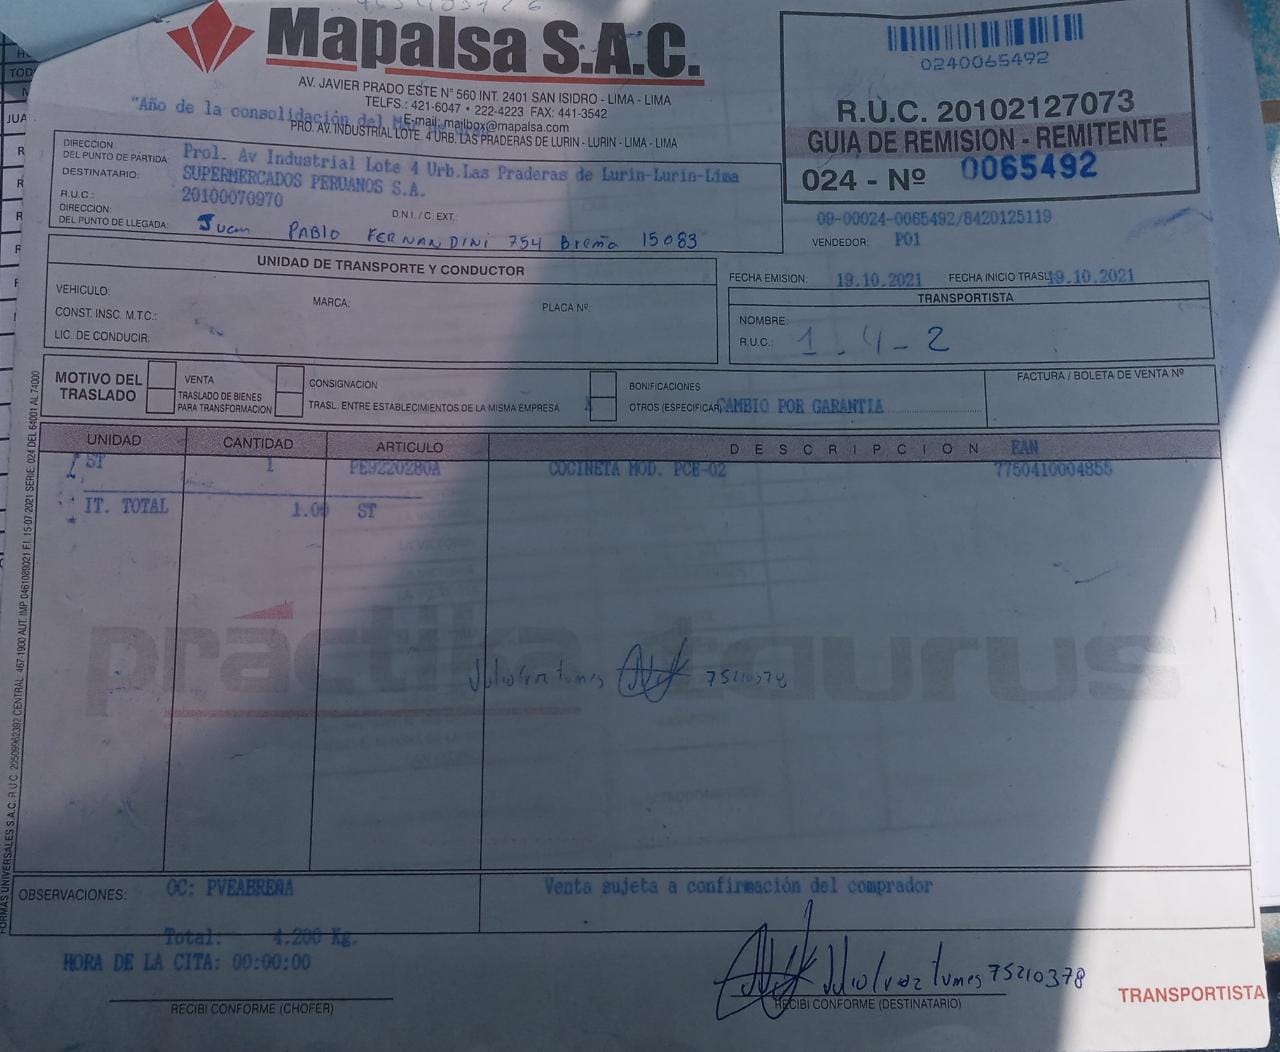 Mapalsa S.A.C.
AV. JAVIER PRADO ESTE N° 560 INT. 2401 SAN ISIDRO - LIMA - LIMA
TELFS.: 421-6047 • 222-4223 FAX: 441-3542
"Año de la consolidación del
E-mail: mailbox@mapalsa.com
PRO. AV. INDUSTRIAL LOTE. 4 URB. LAS PRADERAS DE LURIN - LURIN - LIMA - LIMA
0240065492
R.U.C. 20102127073
GUIA DE REMISION - REMITENTE
024 - Nº 0065492
09-00024-0065492/8420125119
VENDEDOR: P01
DIRECCION DEL PUNTO DE PARTIDA Prol. Av Industrial Lote 4 Urb.Las Praderas de Lurin-Lurin-Lima
DESTINATARIO: SUPERMERCADOS PERUANOS S.A.
R.U.C.: 20100070970
D.N.I. / C. EXT.:
DIRECCION: DEL PUNTO DE LLEGADA: Juan PABLO FERNANDINI 754 Breña 15083
FECHA EMISION: 19.10.2021 FECHA INICIO TRASL 19.10.2021
UNIDAD DE TRANSPORTE Y CONDUCTOR
VEHICULO: MARCA: PLACA Nº:
CONST. INSC. M.T.C.:
LIC. DE CONDUCIR:
TRANSPORTISTA
NOMBRE:
R.U.C.: 1.4-2
MOTIVO DEL TRASLADO
VENTA
TRASLADO DE BIENES PARA TRANSFORMACION
CONSIGNACION
TRASL. ENTRE ESTABLECIMIENTOS DE LA MISMA EMPRESA
BONIFICACIONES
X OTROS (ESPECIFICAR) CAMBIO POR GARANTIA
FACTURA / BOLETA DE VENTA Nº
UNIDAD CANTIDAD ARTICULO DESCRIPCION EAN
ST 1 PE9220280A COCINETA MOD. PCE-02 7750410004855
IT. TOTAL 1.00 ST
practika taurus
75210378
OBSERVACIONES: OC: PVEABREÑA
Venta sujeta a confirmación del comprador
Total: 4.200 Kg.
HORA DE LA CITA: 00:00:00
75210378
RECIBI CONFORME (CHOFER)
RECIBI CONFORME (DESTINATARIO)
TRANSPORTISTA